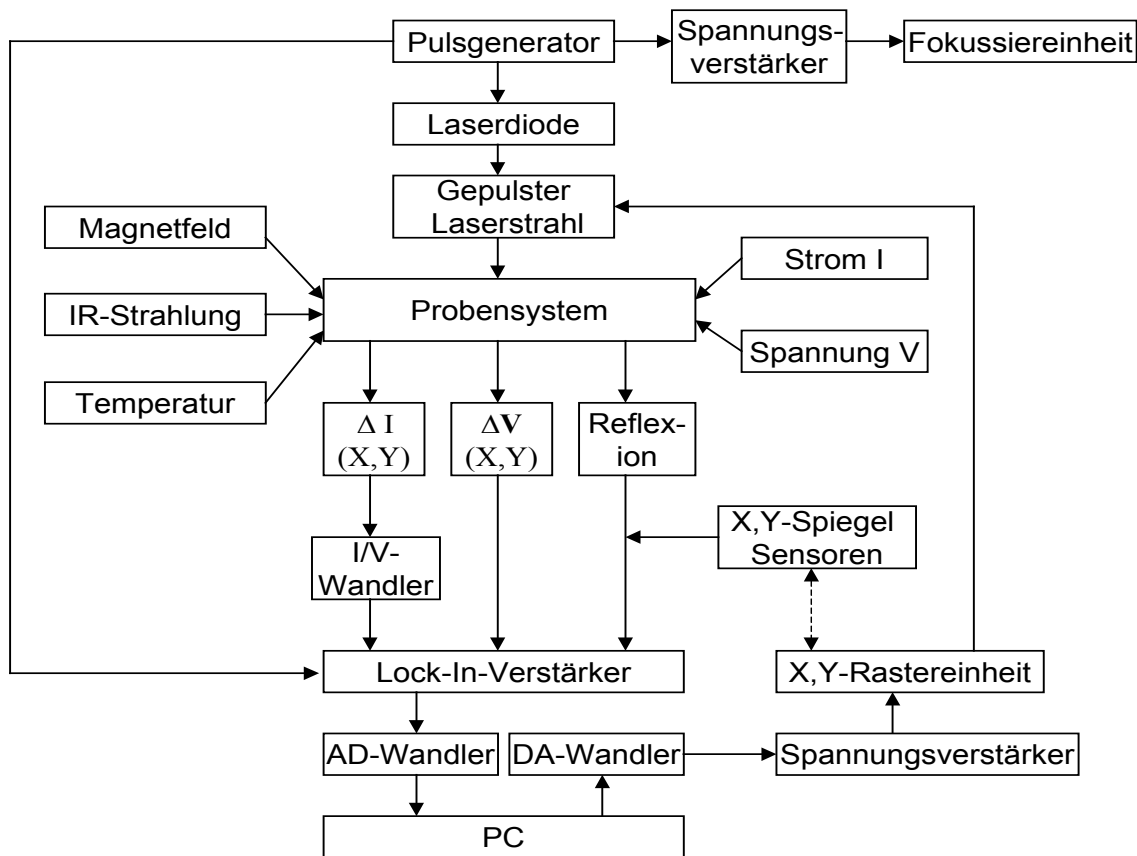 Pulsgenerator
Spannungs-
verstärker
Fokussiereinheit
Laserdiode
Gepulster
Laserstrahl
Magnetfeld
IR-Strahlung
Temperatur
Probensystem
Strom I
Spannung V
Δ I
(X,Y)
ΔV
(X,Y)
Reflex-
ion
I/V-
Wandler
X,Y-Spiegel
Sensoren
Lock-In-Verstärker
X,Y-Rastereinheit
AD-Wandler
DA-Wandler
Spannungsverstärker
PC